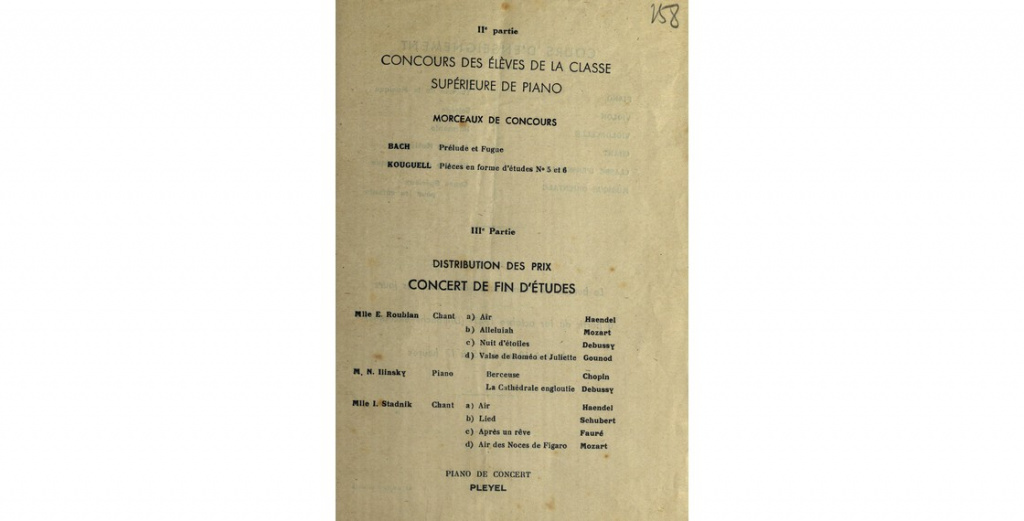 158
IIe partie
CONCOURS DES ÉLÈVES DE LA CLASSE
SUPÉRIEURE DE PIANO
MORCEAUX DE CONCOURS
BACH Prélude et Fugue
KOUGUELL Pièces en forme d'études No 5 et 6
IIIe Partie
DISTRIBUTION DES PRIX
CONCERT DE FIN D'ÉTUDES
Mlle E. Roubian Chant a) Air Haendel
b) Alleluiah Mozart
c) Nuit d'étoiles Debussy
d) Valse de Roméo et Juliette Gounod
M. N. Ilinsky Piano Berceuse Chopin
La Cathédrale engloutie Debussy
Mlle I. Stadnik Chant a) Air Haendel
b) Lied Schubert
c) Après un rêve Fauré
d) Air des Noces de Figaro Mozart
PIANO DE CONCERT
PLEYEL